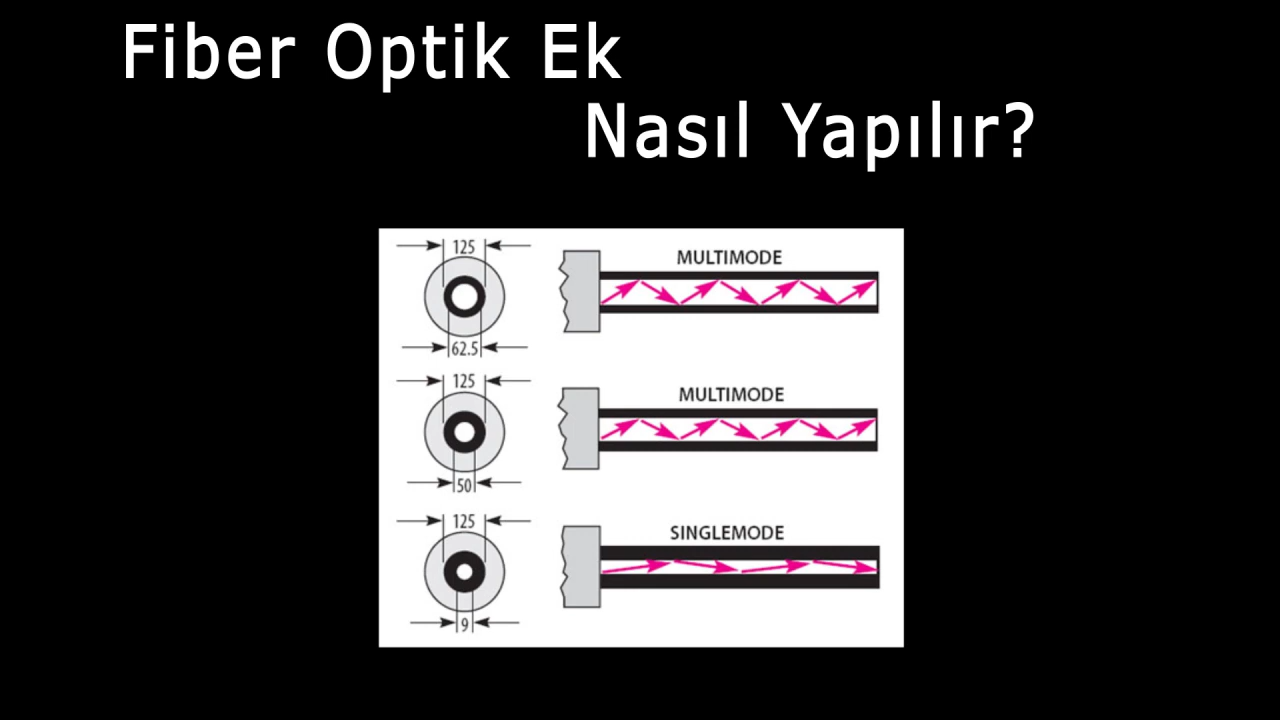 Fiber Optik Ek
Nasıl Yapılır?
125
MULTIMODE
62.5
125
MULTIMODE
50
125
SINGLEMODE
9